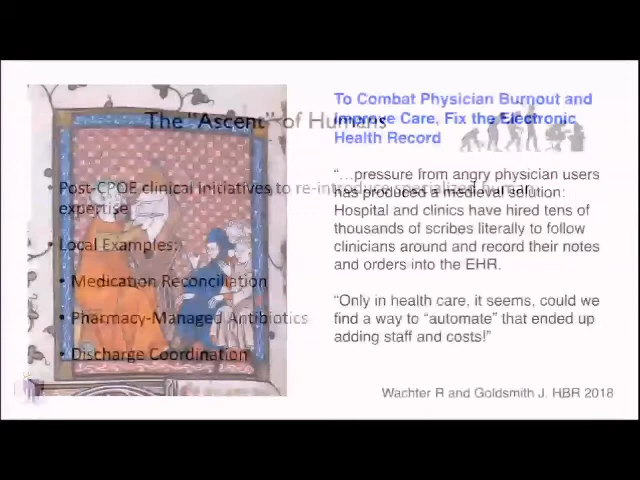 The "Ascent" of Humans
• Post-CPOE clinical initiatives to re-introduce specialized human
expertise
• Local Examples:
• Medication Reconciliation
• Pharmacy-Managed Antibiotics
• Discharge Coordination
To Combat Physician Burnout and
Improve Care, Fix the Electronic
Health Record
"…pressure from angry physician users
has produced a medieval solution:
Hospital and clinics have hired tens of
thousands of scribes literally to follow
clinicians around and record their notes
and orders into the EHR.
"Only in health care, it seems, could we
find a way to "automate" that ended up
adding staff and costs!"
Wachter R and Goldsmith J. HBR 2018